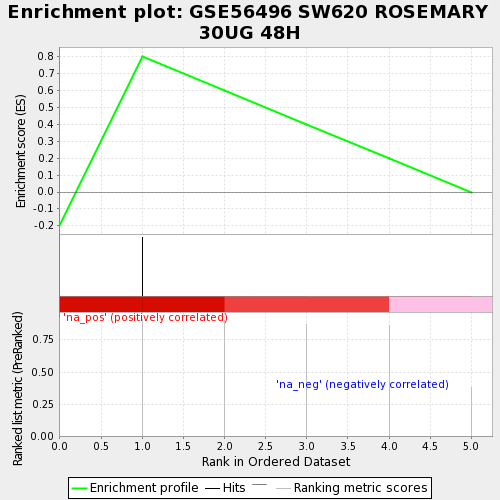 Enrichment plot: GSE56496 SW620 ROSEMARY
30UG 48H
Enrichment score (ES)
0.8
0.7
0.6
0.5
0.4
0.3
0.2
0.1
0.0
-0.1
-0.2
'na_pos' (positively correlated)
Ranked list metric (PreRanked)
0.75
0.50
0.25
0.00
'na_neg' (negatively correlated)
0.0 0.5 1.0 1.5 2.0 2.5 3.0 3.5 4.0 4.5 5.0
Rank in Ordered Dataset
Enrichment profile Hits Ranking metric scores